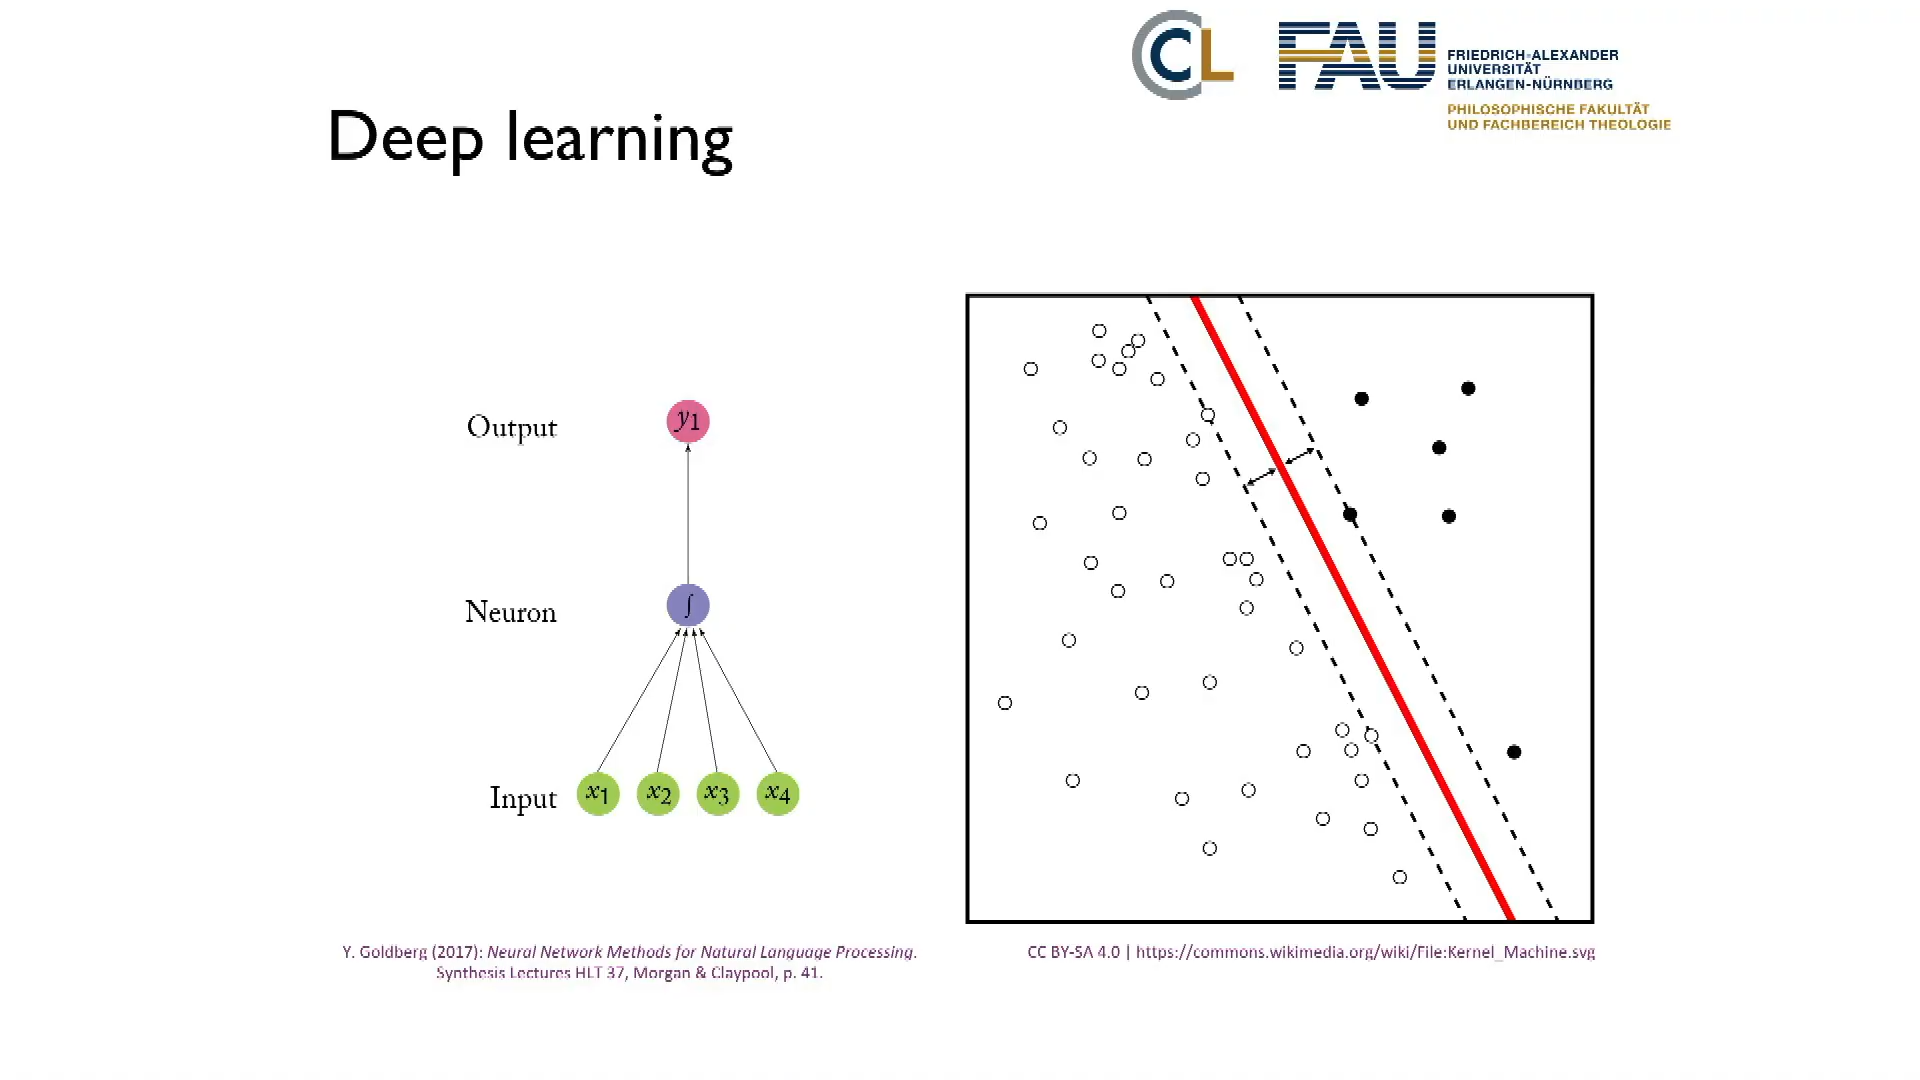 CL
FAU
FRIEDRICH-ALEXANDER
UNIVERSITÄT
ERLANGEN-NÜRNBERG
PHILOSOPHISCHE FAKULTÄT
UND FACHBEREICH THEOLOGIE
Deep learning
Output
y1
Neuron
∫
Input
x1 x2 x3 x4
Y. Goldberg (2017): Neural Network Methods for Natural Language Processing.
Synthesis Lectures HLT 37, Morgan & Claypool, p. 41.
CC BY-SA 4.0 | https://commons.wikimedia.org/wiki/File:Kernel_Machine.svg